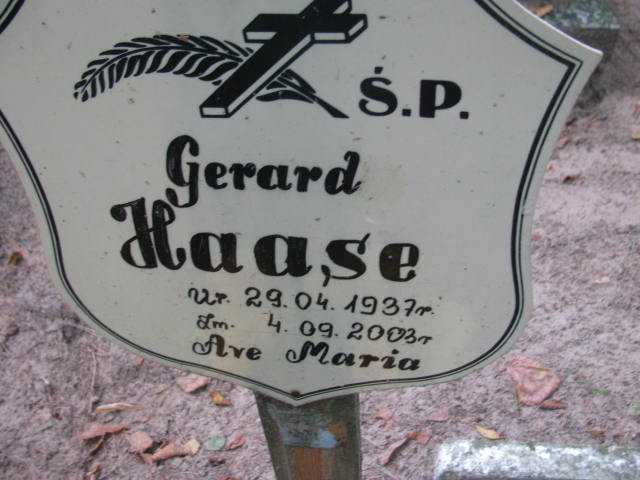 Ś.P.
Gerard
Haase
Ur. 29.04.1937r.
Zm. 4.09.2003r
Ave Maria